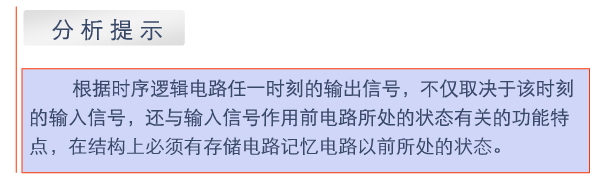 分析提示
根据时序逻辑电路任一时刻的输出信号，不仅取决于该时刻
的输入信号，还与输入信号作用前电路所处的状态有关的功能特
点，在结构上必须有存储电路记忆电路以前所处的状态。